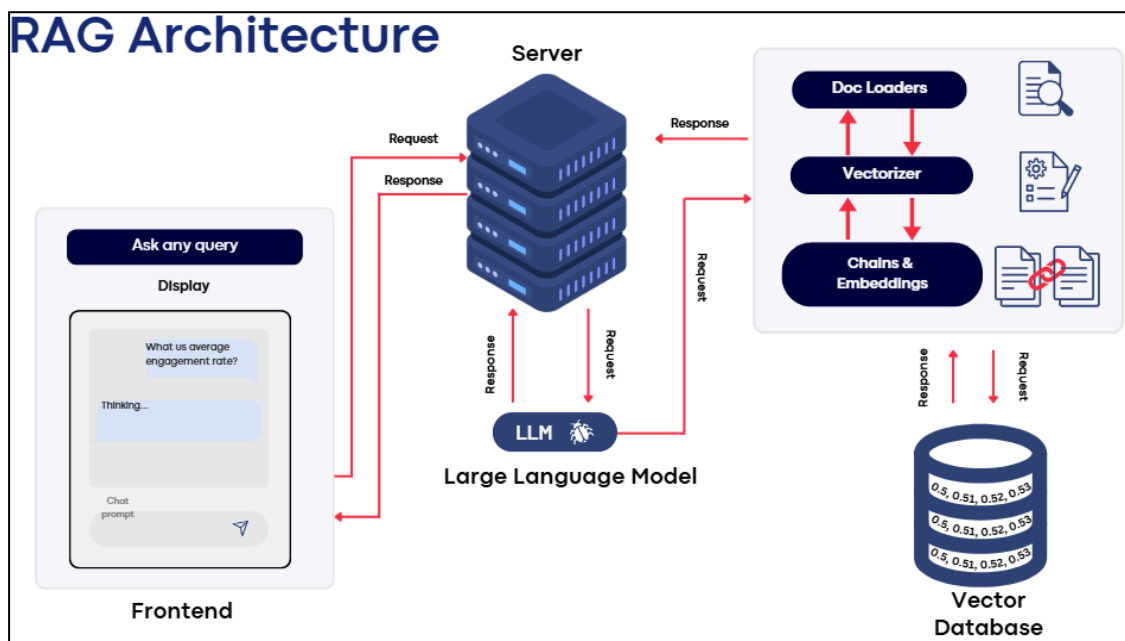 RAG Architecture
Server
Request
Response
Ask any query
Display
What us average
engagement rate?
Thinking...
Chat
prompt
Frontend
Response
Request
LLM
Large Language Model
Request
Response
Doc Loaders
Vectorizer
Chains &
Embeddings
Response
Request
0.5, 0.51, 0.52, 0.53
0.5, 0.51, 0.52, 0.53
0.5, 0.51, 0.52, 0.53
Vector
Database